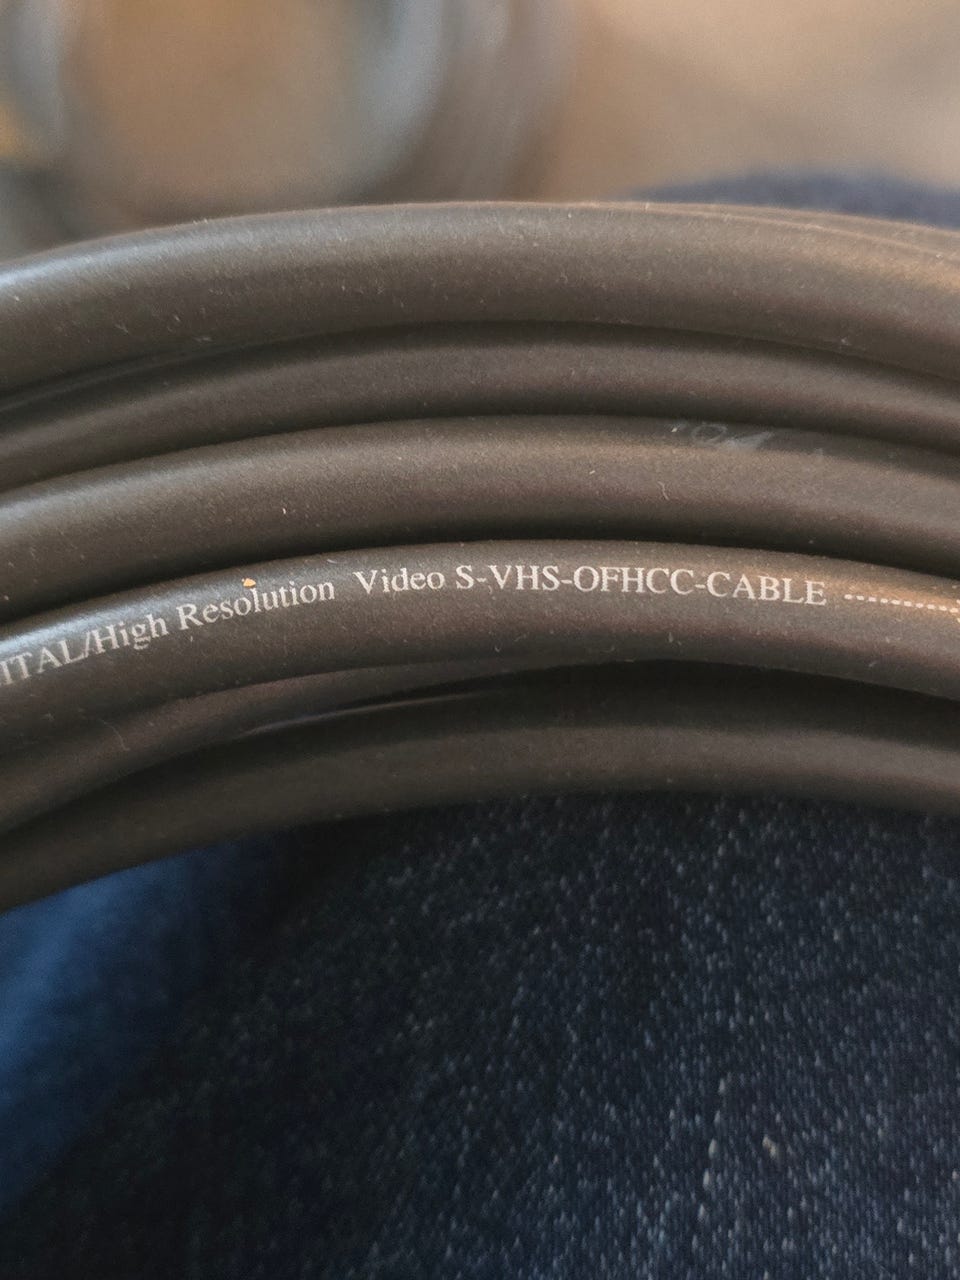 ITAL/High Resolution Video S-VHS-OFHCC-CABLE ............